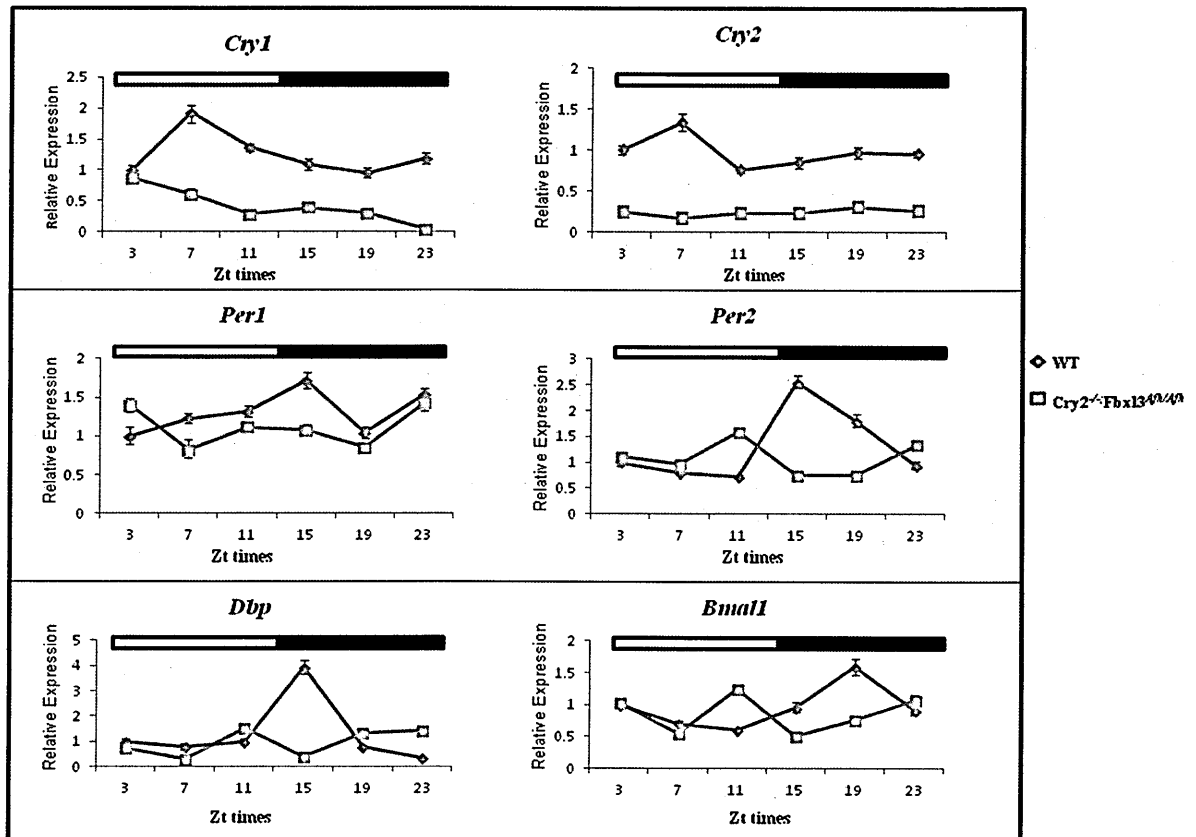 Cry1
Relative Expression
2.5
2
1.5
1
0.5
0
3 7 11 15 19 23
Zt times
Cry2
Relative Expression
2
1.5
1
0.5
0
3 7 11 15 19 23
Zt times
Per1
Relative Expression
2
1.5
1
0.5
0
3 7 11 15 19 23
Zt times
Per2
Relative Expression
3
2.5
2
1.5
1
0.5
0
3 7 11 15 19 23
Zt times
WT
Cry2-/-;Fbxl3Afh/Afh
Dbp
Relative Expression
5
4
3
2
1
0
3 7 11 15 19 23
Zt times
Bmal1
Relative Expression
2
1.5
1
0.5
0
3 7 11 15 19 23
Zt times